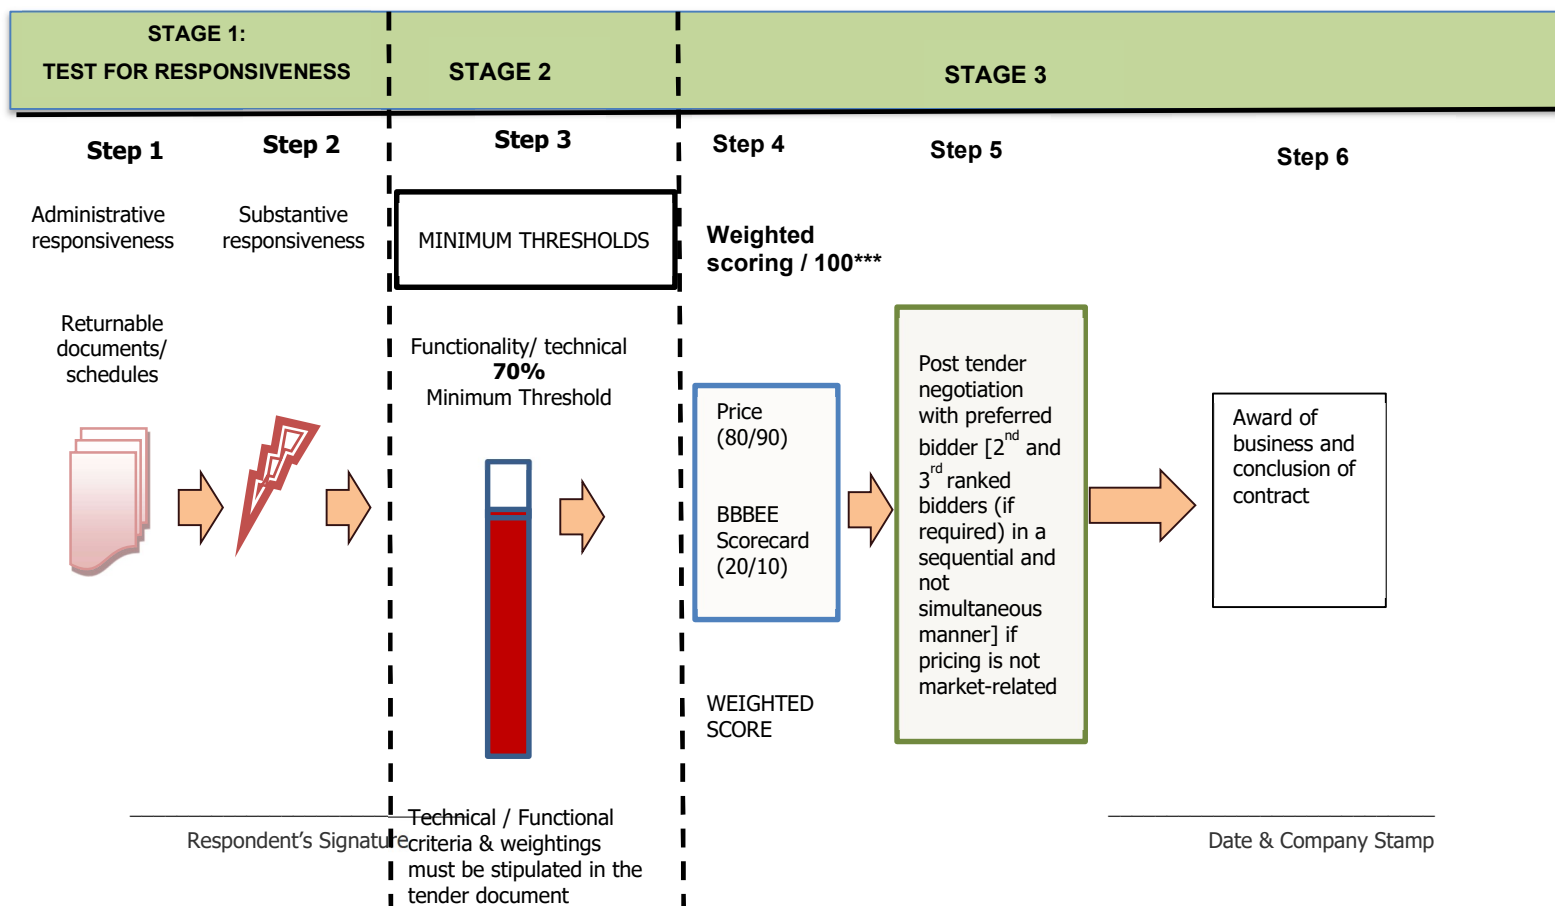 STAGE 1:
TEST FOR RESPONSIVENESS
STAGE 2
STAGE 3
Step 1
Step 2
Step 3
Step 4
Step 5
Step 6
Administrative
responsiveness
Substantive
responsiveness
MINIMUM THRESHOLDS
Weighted
scoring / 100***
Returnable
documents/
schedules
Functionality/ technical
70%
Minimum Threshold
Price
(80/90)
BBBEE
Scorecard
(20/10)
WEIGHTED
SCORE
Post tender
negotiation
with preferred
bidder [2nd and
3rd ranked
bidders (if
required) in a
sequential and
not
simultaneous
manner] if
pricing is not
market-related
Award of
business and
conclusion of
contract
Technical / Functional
criteria & weightings
must be stipulated in the
tender document
Respondent’s Signature
Date & Company Stamp